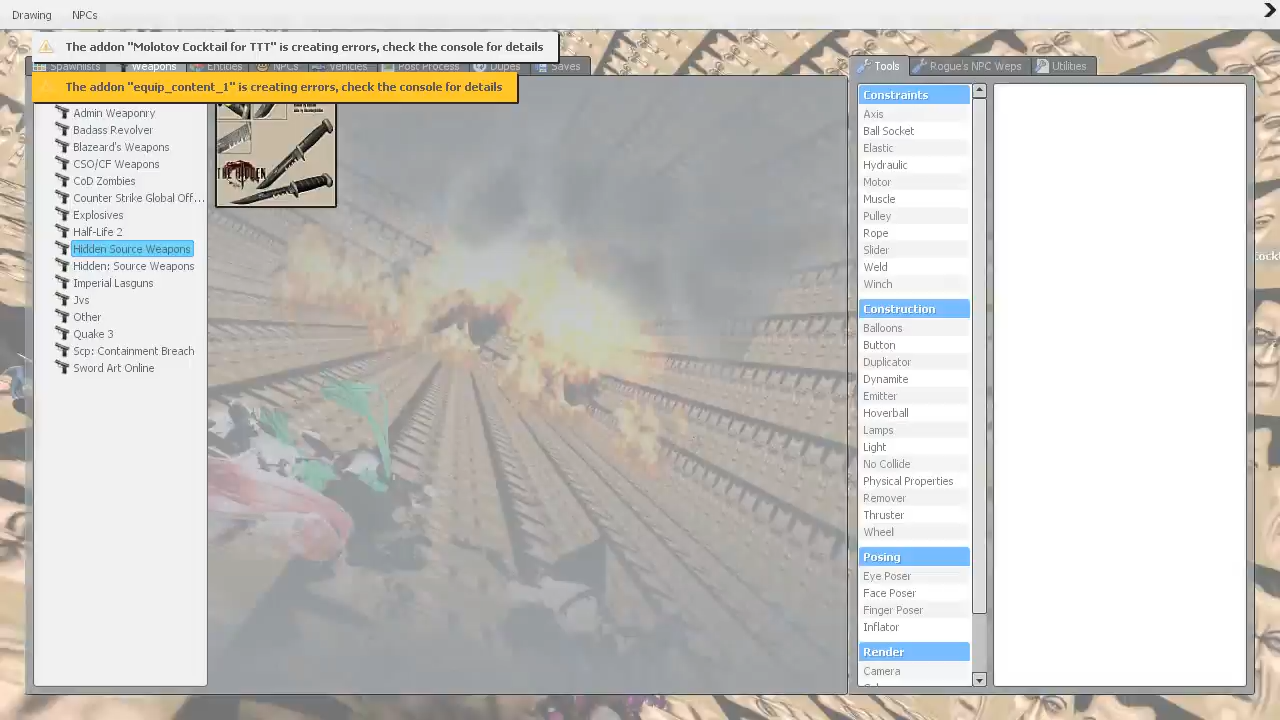 Drawing NPCs
The addon "Molotov Cocktail for TTT" is creating errors, check the console for details
Spawnlists Weapons Entities NPCs Vehicles Post Process Dupes Saves
The addon "equip_content_1" is creating errors, check the console for details
Admin Weaponry
Badass Revolver
Blazeard's Weapons
CSO/CF Weapons
CoD Zombies
Counter Strike Global Off...
Explosives
Half-Life 2
Hidden Source Weapons
Hidden: Source Weapons
Imperial Lasguns
Jvs
Other
Quake 3
Scp: Containment Breach
Sword Art Online
THE HIDDEN
Tools Rogue's NPC Weps Utilities
Constraints
Axis
Ball Socket
Elastic
Hydraulic
Motor
Muscle
Pulley
Rope
Slider
Weld
Winch
Construction
Balloons
Button
Duplicator
Dynamite
Emitter
Hoverball
Lamps
Light
No Collide
Physical Properties
Remover
Thruster
Wheel
Posing
Eye Poser
Face Poser
Finger Poser
Inflator
Render
Camera